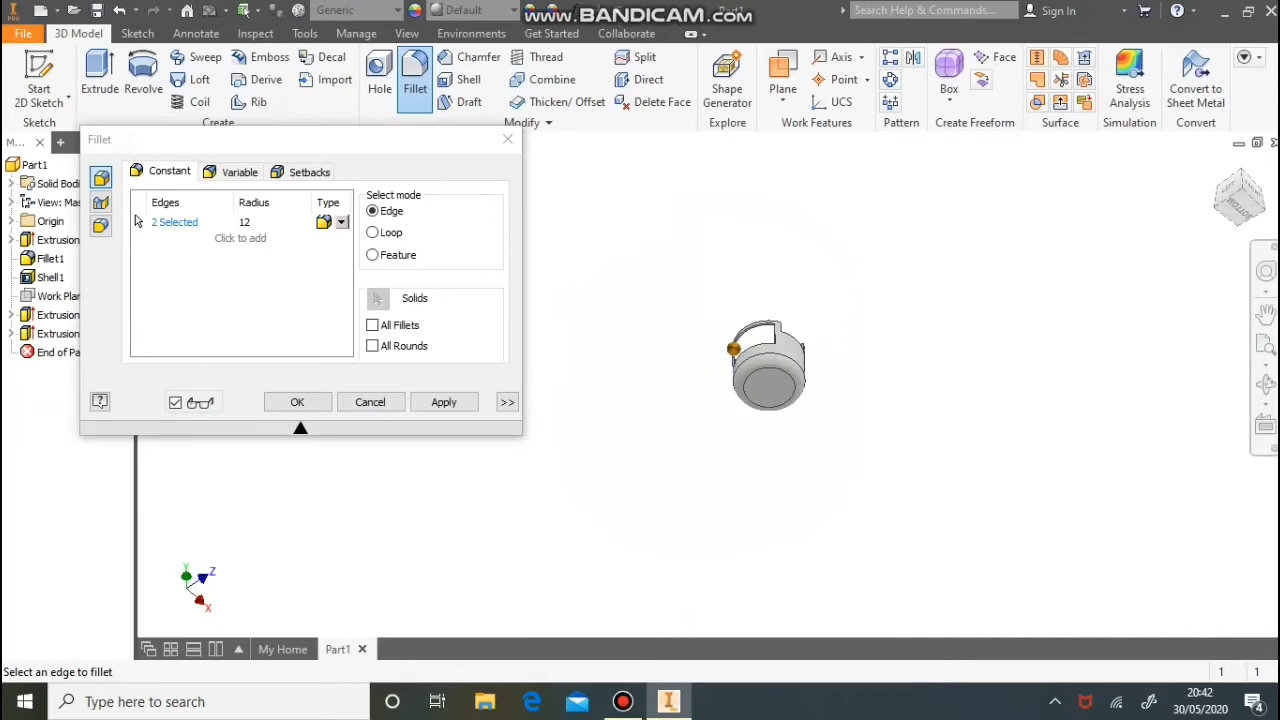 Generic
Default
www.BANDICAM.com
Search Help & Commands...
Sign In
File
3D Model
Sketch
Annotate
Inspect
Tools
Manage
View
Environments
Get Started
Collaborate
Start
2D Sketch
Extrude
Revolve
Sweep
Emboss
Decal
Loft
Derive
Import
Coil
Rib
Hole
Fillet
Chamfer
Thread
Split
Shell
Combine
Direct
Draft
Thicken/ Offset
Delete Face
Shape
Generator
Plane
Axis
Point
UCS
Box
Face
Stress
Analysis
Convert to
Sheet Metal
Sketch
Create
Modify
Explore
Work Features
Pattern
Create Freeform
Surface
Simulation
Convert
M...
Part1
Solid Bodi
View: Mas
Origin
Extrusion
Fillet1
Shell1
Work Plan
Extrusion
Extrusion
End of Pa
Fillet
Constant
Variable
Setbacks
Edges
Radius
Type
2 Selected
12
Click to add
Select mode
Edge
Loop
Feature
Solids
All Fillets
All Rounds
OK
Cancel
Apply
>>
BOTTOM
Y
Z
X
My Home
Part1
Select an edge to fillet
1
1
Type here to search
20:42
30/05/2020
4